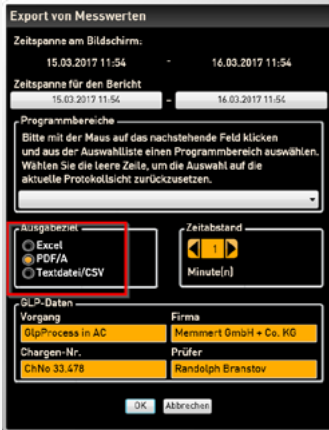 Export von Messwerten
Zeitspanne am Bildschirm:
15.03.2017 11:54 - 16.03.2017 11:54
Zeitspanne für den Bericht
15.03.2017 11:54 - 16.03.2017 11:54
Programmbereiche
Bitte mit der Maus auf das nachstehende Feld klicken
und aus der Auswahlliste einen Programmbereich auswählen.
Wählen Sie die leere Zeile, um die Auswahl auf die
aktuelle Protokollsicht zurückzusetzen.
Ausgabeziel
Excel
PDF/A
Textdatei/CSV
Zeitabstand
1
Minute(n)
GLP-Daten
Vorgang Firma
GlpProcess in AC Memmert GmbH + Co. KG
Chargen-Nr. Prüfer
ChNo 33.478 Randolph Branstov
OK Abbrechen